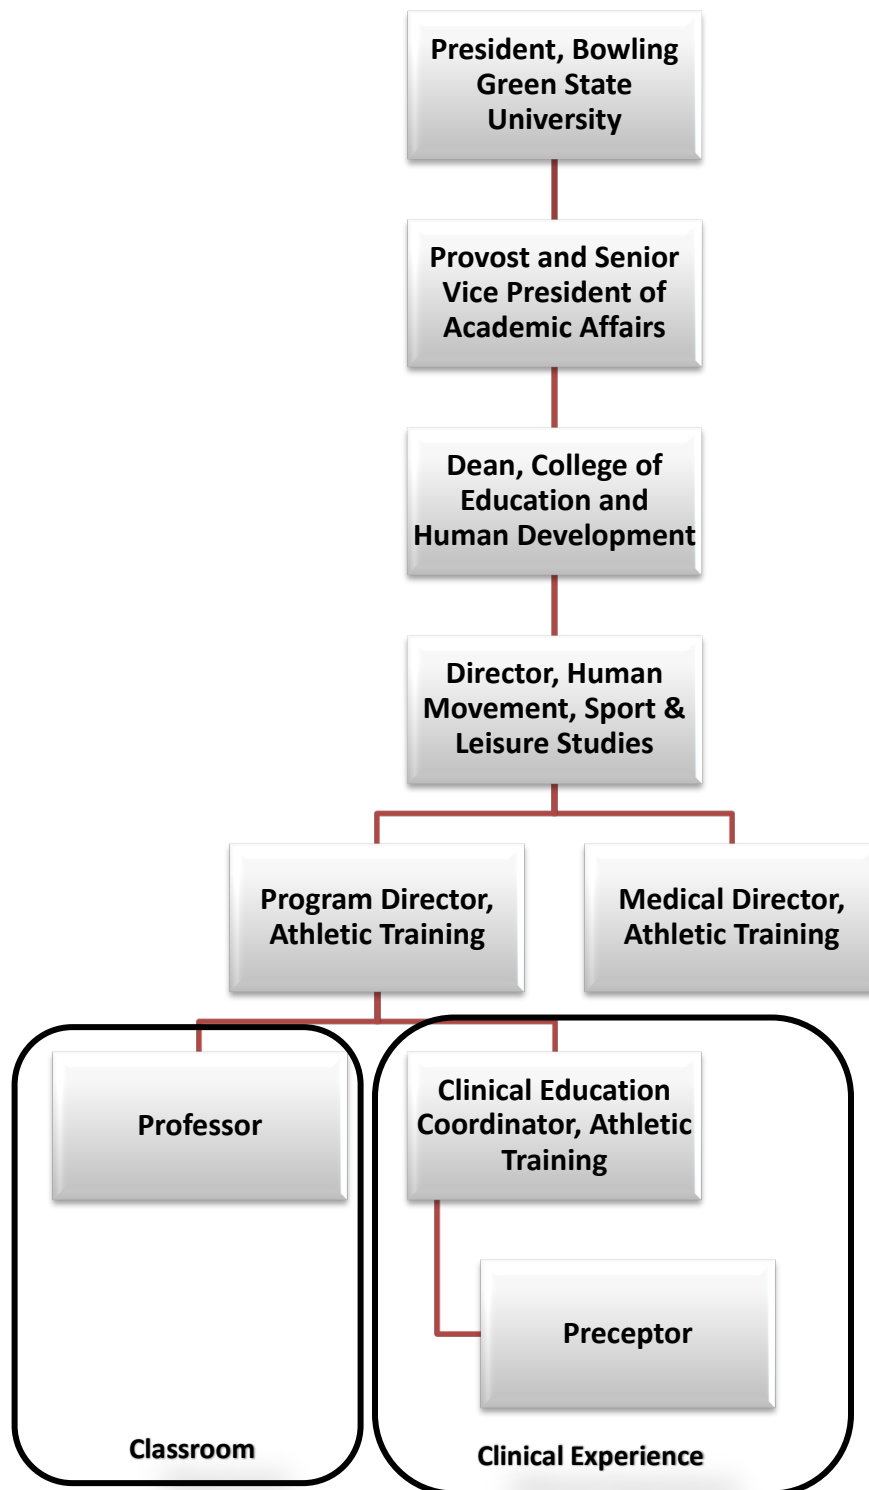 President, Bowling
Green State
University
Provost and Senior
Vice President of
Academic Affairs
Dean, College of
Education and
Human Development
Director, Human
Movement, Sport &
Leisure Studies
Program Director,
Athletic Training
Medical Director,
Athletic Training
Professor
Clinical Education
Coordinator, Athletic
Training
Preceptor
Classroom
Clinical Experience